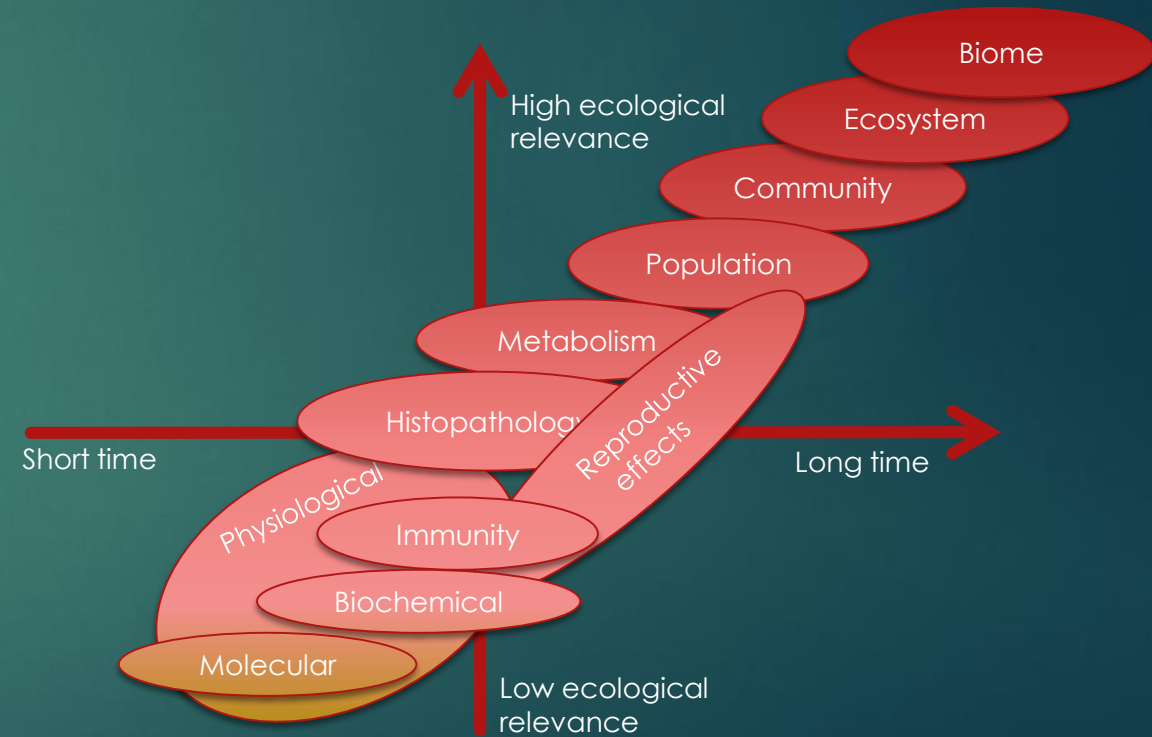 Biome
High ecological
relevance
Ecosystem
Community
Population
Metabolism
Histopathology
Reproductive
effects
Short time
Long time
Physiological
Immunity
Biochemical
Molecular
Low ecological
relevance